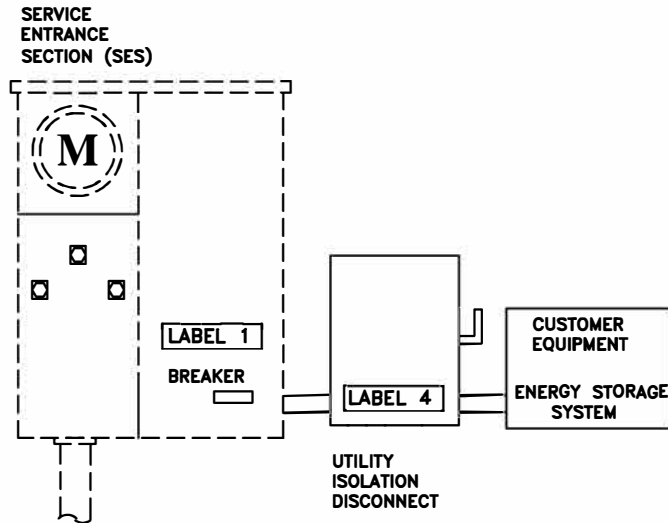 SERVICE
ENTRANCE
SECTION (SES)
M
LABEL 1
BREAKER
LABEL 4
CUSTOMER
EQUIPMENT
ENERGY STORAGE
SYSTEM
UTILITY
ISOLATION
DISCONNECT